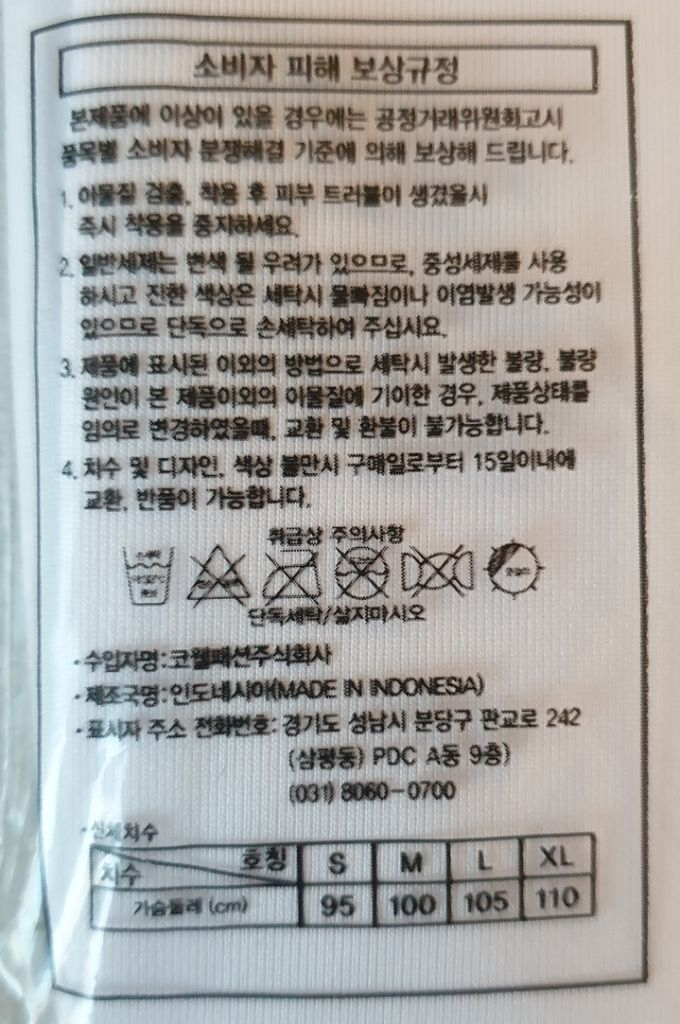 소비자 피해 보상규정
본제품에 이상이 있을 경우에는 공정거래위원회고시
품목별 소비자 분쟁해결 기준에 의해 보상해 드립니다.
1. 이물질 검출, 착용 후 피부 트러블이 생겼을시
즉시 착용을 중지하세요.
2. 일반세제는 변색 될 우려가 있으므로, 중성세제를 사용
하시고 진한 색상은 세탁시 물빠짐이나 이염발생 가능성이
있으므로 단독으로 손세탁하여 주십시요.
3. 제품에 표시된 이외의 방법으로 세탁시 발생한 불량, 불량
원인이 본 제품이외의 이물질에 기이한 경우, 제품상태를
임의로 변경하였을때, 교환 및 환불이 불가능합니다.
4. 치수 및 디자인, 색상 불만시 구매일로부터 15일이내에
교환, 반품이 가능합니다.
취급상 주의사항
단독세탁/삶지마시오
·수입자명:코웰패션주식회사
·제조국명:인도네시아(MADE IN INDONESIA)
·표시자 주소 전화번호: 경기도 성남시 분당구 판교로 242
(삼평동) PDC A동 9층)
(031) 8060-0700
·신체치수
호칭 S M L XL
치수
가슴둘레 (cm) 95 100 105 110